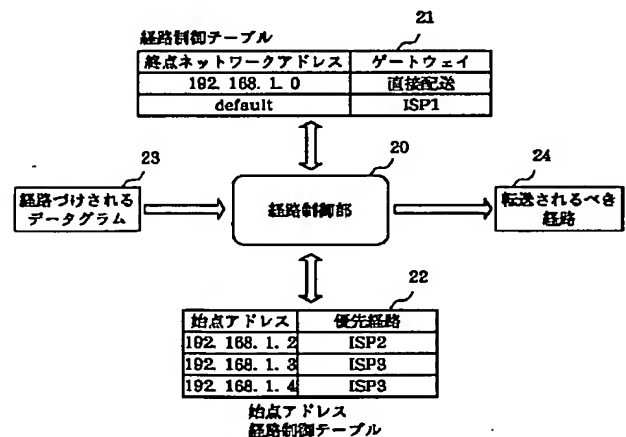 21
経路制御テーブル
終点ネットワークアドレス ゲートウェイ
192. 168. 1. 0 直接配送
default ISP1
20
23
24
経路づけされる
データグラム
経路制御部
転送されるべき
経路
22
始点アドレス 優先経路
192. 168. 1. 2 ISP2
192. 168. 1. 3 ISP3
192. 168. 1. 4 ISP3
始点アドレス
経路制御テーブル